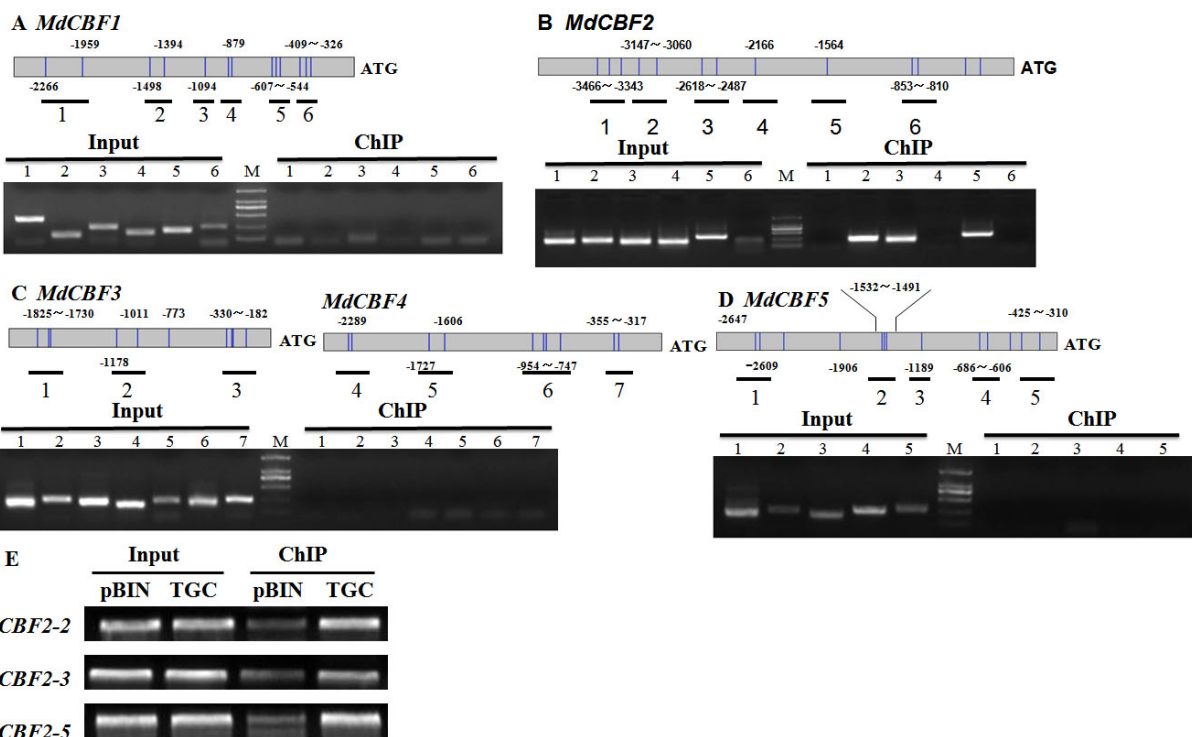 A MdCBF1
-1959 -1394 -879 -409～-326
ATG
-2266 -1498 -1094 -607～-544
1 2 3 4 5 6
Input ChIP
1 2 3 4 5 6 M 1 2 3 4 5 6
B MdCBF2
-3147～-3060 -2166 -1564
ATG
-3466～-3343 -2618～-2487 -853～-810
1 2 3 4 5 6
Input ChIP
1 2 3 4 5 6 M 1 2 3 4 5 6
C MdCBF3
-1825～-1730 -1011 -773 -330～-182
ATG
-1178
1 2 3
MdCBF4
-2289 -1606 -355～-317
ATG
-1727 -954～-747
4 5 6 7
Input ChIP
1 2 3 4 5 6 7 M 1 2 3 4 5 6 7
D MdCBF5
-1532～-1491
-2647 -425～-310
ATG
-2609 -1906 -1189 -686～-606
1 2 3 4 5
Input ChIP
1 2 3 4 5 M 1 2 3 4 5
E
Input ChIP
pBIN TGC pBIN TGC
CBF2-2
CBF2-3
CBF2-5